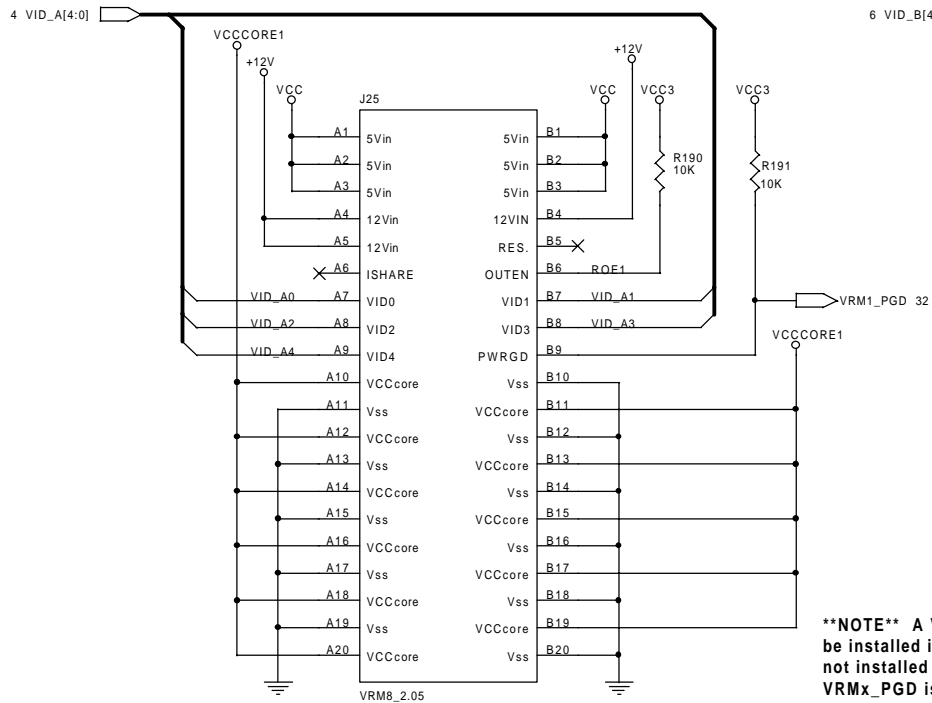 4 VID_A[4:0]
6 VID_B[4
VCCCORE1
+12V
VCC
J25
VCC
+12V
VCC3
VCC3
R190
10K
R191
10K
A1 5Vin 5Vin B1
A2 5Vin 5Vin B2
A3 5Vin 5Vin B3
A4 12Vin 12VIN B4
A5 12Vin RES. B5
A6 ISHARE OUTEN B6 ROE1
VID_A0 A7 VID0 VID1 B7 VID_A1
VRM1_PGD 32
VID_A2 A8 VID2 VID3 B8 VID_A3
VID_A4 A9 VID4 PWRGD B9
VCCCORE1
A10 VCCcore Vss B10
A11 Vss VCCcore B11
A12 VCCcore Vss B12
A13 Vss VCCcore B13
A14 VCCcore Vss B14
A15 Vss VCCcore B15
A16 VCCcore Vss B16
A17 Vss VCCcore B17
A18 VCCcore Vss B18
A19 Vss VCCcore B19
A20 VCCcore Vss B20
VRM8_2.05
**NOTE** A V
be installed i
not installed
VRMx_PGD is